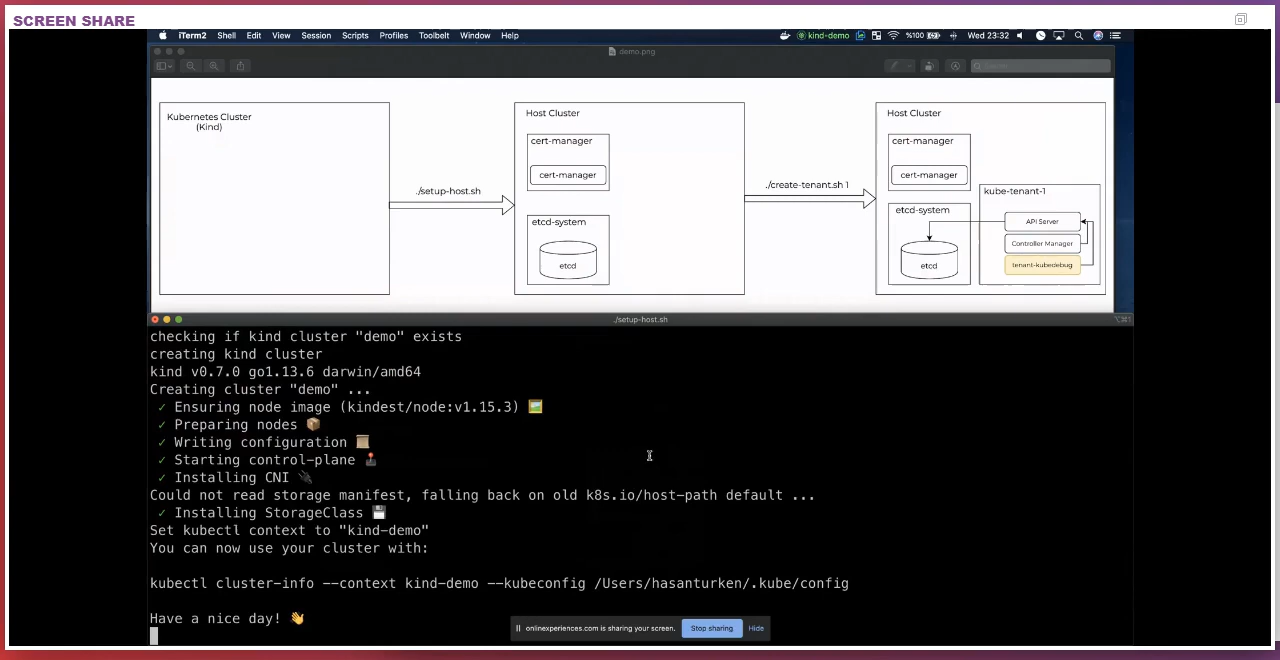 SCREEN SHARE
iTerm2 Shell Edit View Session Scripts Profiles Toolbelt Window Help
kind-demo %100 Wed 23:32
demo.png
Kubernetes Cluster
(Kind)
./setup-host.sh
Host Cluster
cert-manager
cert-manager
etcd-system
etcd
./create-tenant.sh 1
Host Cluster
cert-manager
cert-manager
etcd-system
etcd
kube-tenant-1
API Server
Controller Manager
tenant-kubedebug
./setup-host.sh
checking if kind cluster "demo" exists
creating kind cluster
kind v0.7.0 go1.13.6 darwin/amd64
Creating cluster "demo" ...
✓ Ensuring node image (kindest/node:v1.15.3) 🖼
✓ Preparing nodes 📦
✓ Writing configuration 📜
✓ Starting control-plane 🕹️
✓ Installing CNI 🔌
Could not read storage manifest, falling back on old k8s.io/host-path default ...
✓ Installing StorageClass 💾
Set kubectl context to "kind-demo"
You can now use your cluster with:
kubectl cluster-info --context kind-demo --kubeconfig /Users/hasanturken/.kube/config
Have a nice day! 👋
onlinexperiences.com is sharing your screen. Stop sharing Hide